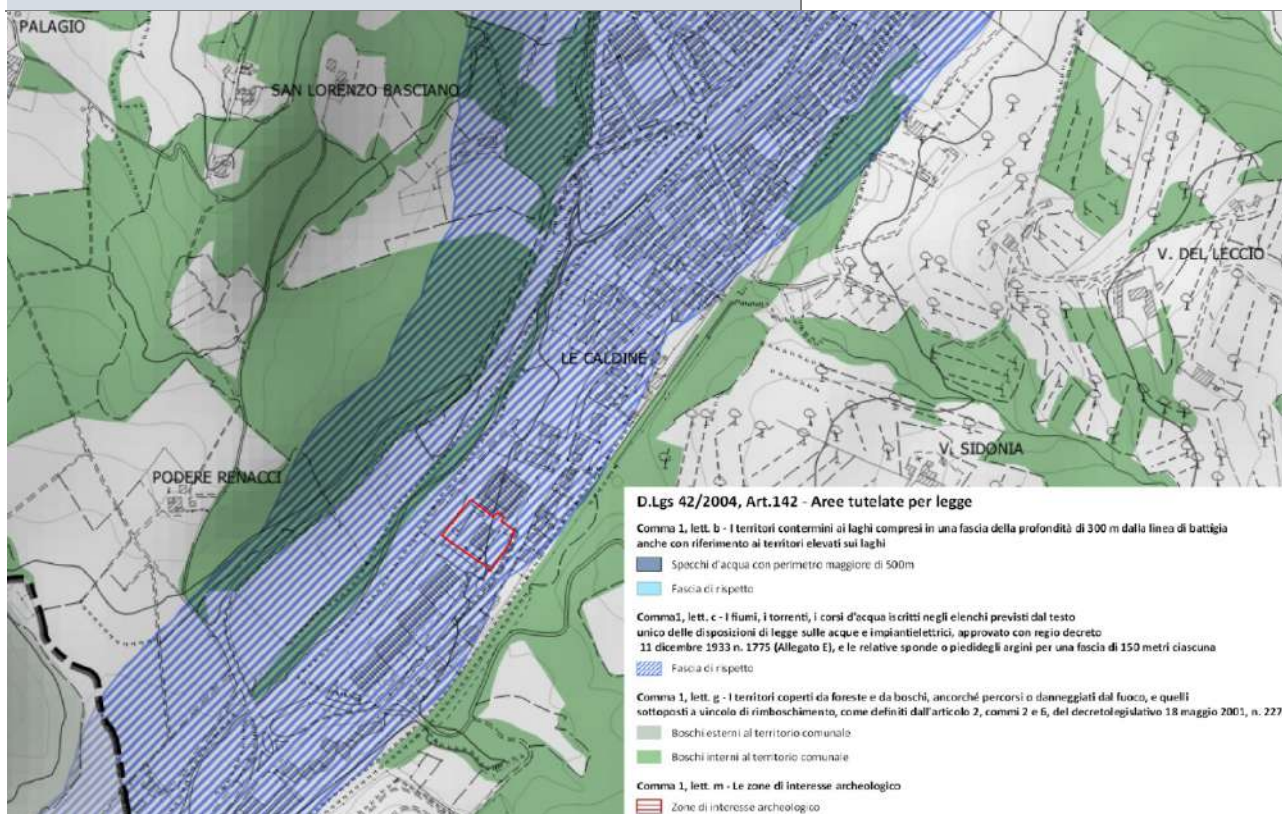 PALAGIO
SAN LORENZO BASCIANO
V. DEL LECCIO
LE CALDINE
V. SIDONIA
PODERE RENACCI
D.Lgs 42/2004, Art.142 - Aree tutelate per legge
Comma 1, lett. b - I territori contermini ai laghi compresi in una fascia della profondità di 300 m dalla linea di battigia
anche con riferimento ai territori elevati sui laghi
Specchi d'acqua con perimetro maggiore di 500m
Fascia di rispetto
Comma1, lett. c - I fiumi, i torrenti, i corsi d'acqua iscritti negli elenchi previsti dal testo
unico delle disposizioni di legge sulle acque e impiantielettrici, approvato con regio decreto
11 dicembre 1933 n. 1775 (Allegato E), e le relative sponde o piedidegli argini per una fascia di 150 metri ciascuna
Fascia di rispetto
Comma 1, lett. g - I territori coperti da foreste e da boschi, ancorché percorsi o danneggiati dal fuoco, e quelli
sottoposti a vincolo di rimboschimento, come definiti dall'articolo 2, commi 2 e 6, del decretolegislativo 18 maggio 2001, n. 227
Boschi esterni al territorio comunale
Boschi interni al territorio comunale
Comma 1, lett. m - Le zone di interesse archeologico
Zone di interesse archeologico